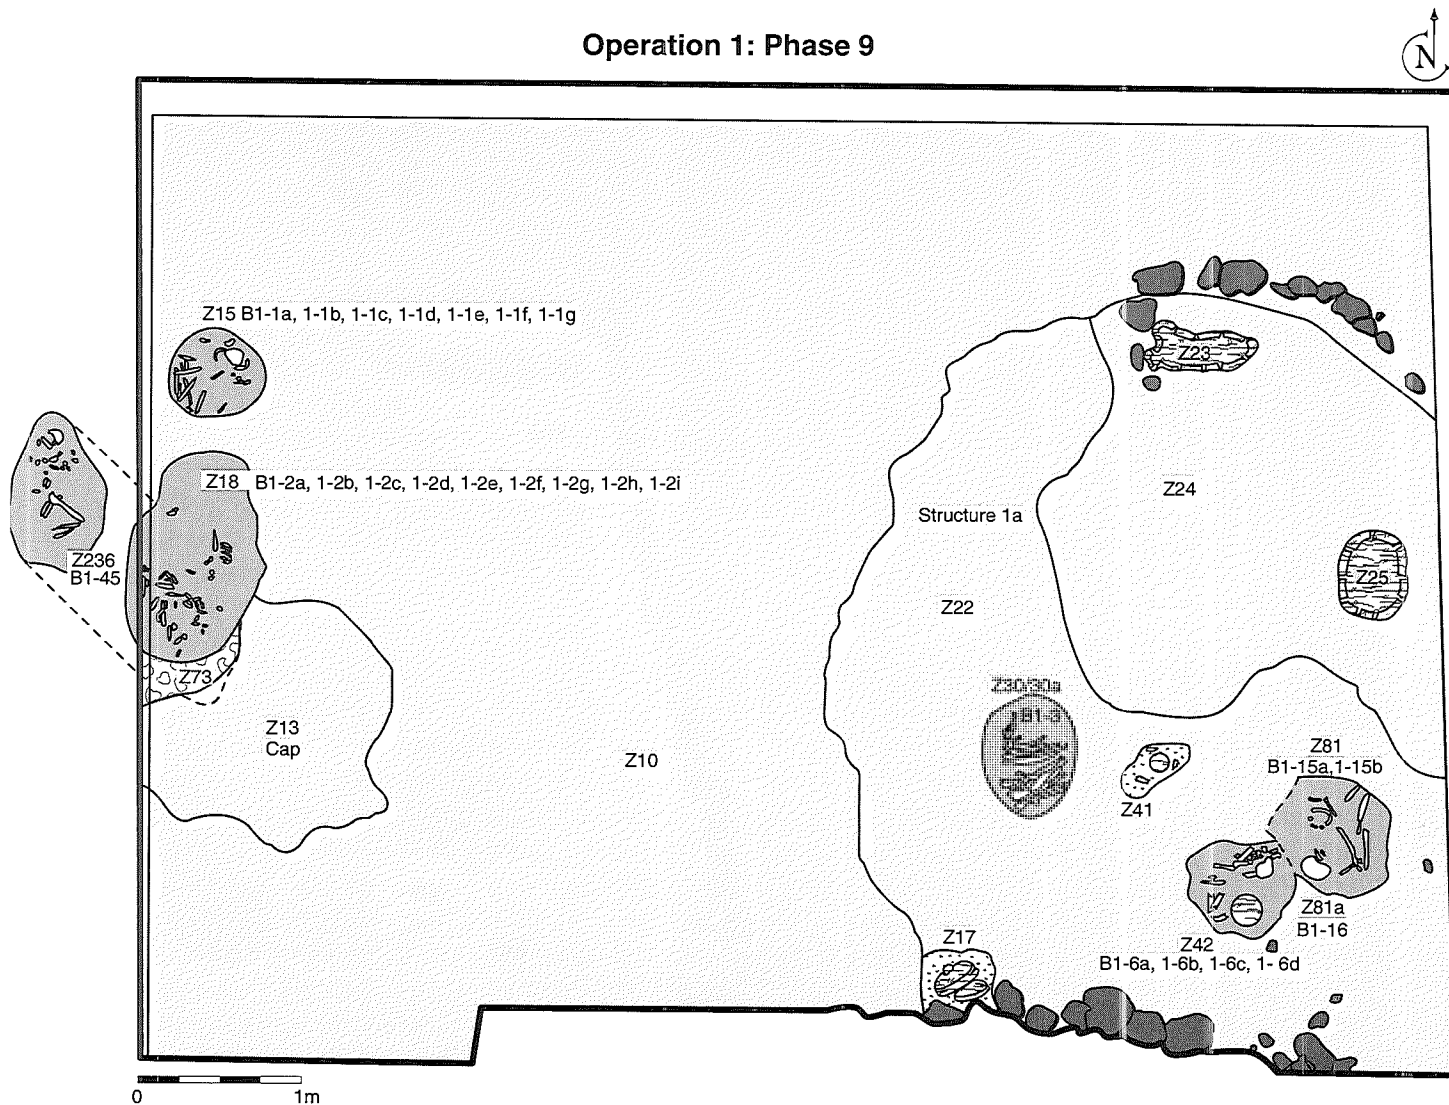 Operation 1: Phase 9
N
Z15 B1-1a, 1-1b, 1-1c, 1-1d, 1-1e, 1-1f, 1-1g
Z23
Z18 B1-2a, 1-2b, 1-2c, 1-2d, 1-2e, 1-2f, 1-2g, 1-2h, 1-2i
Z24
Structure 1a
Z236
B1-45
Z25
Z22
Z73
Z30/30a
B1-3
Z13
Cap
Z10
Z81
B1-15a,1-15b
Z41
Z81a
B1-16
Z17
Z42
B1-6a, 1-6b, 1-6c, 1- 6d
0 1m